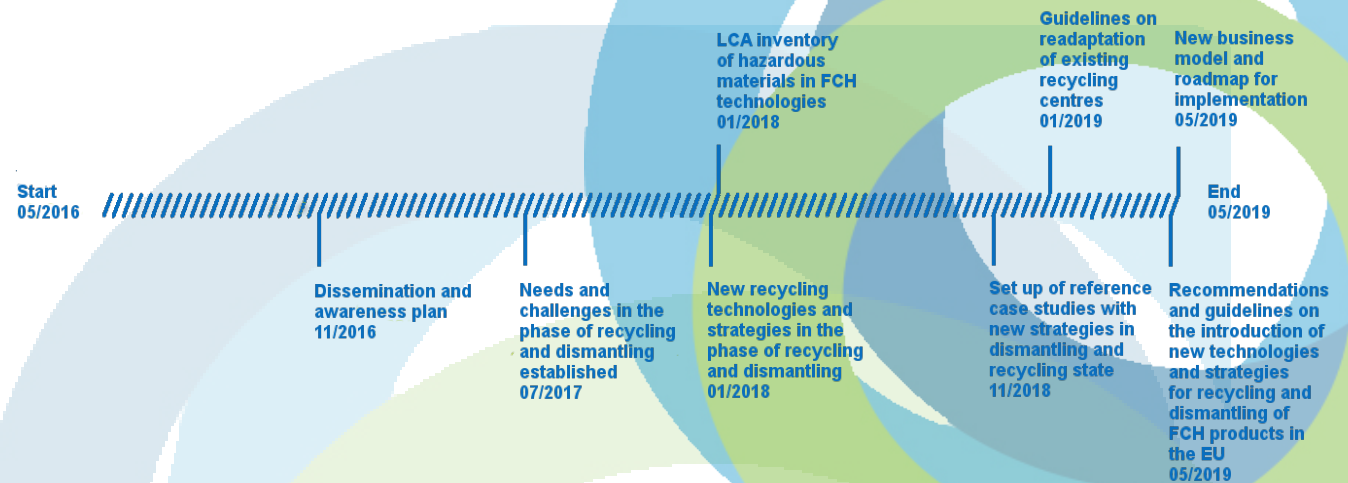 Start
05/2016
LCA inventory
of hazardous
materials in FCH
technologies
01/2018
Guidelines on
readaptation
of existing
recycling
centres
01/2019
New business
model and
roadmap for
implementation
05/2019
End
05/2019
Dissemination and
awareness plan
11/2016
Needs and
challenges in the
phase of recycling
and dismantling
established
07/2017
New recycling
technologies and
strategies in the
phase of recycling
and dismantling
01/2018
Set up of reference
case studies with
new strategies in
dismantling and
recycling state
11/2018
Recommendations
and guidelines on
the introduction of
new technologies
and strategies
for recycling and
dismantling of
FCH products in
the EU
05/2019